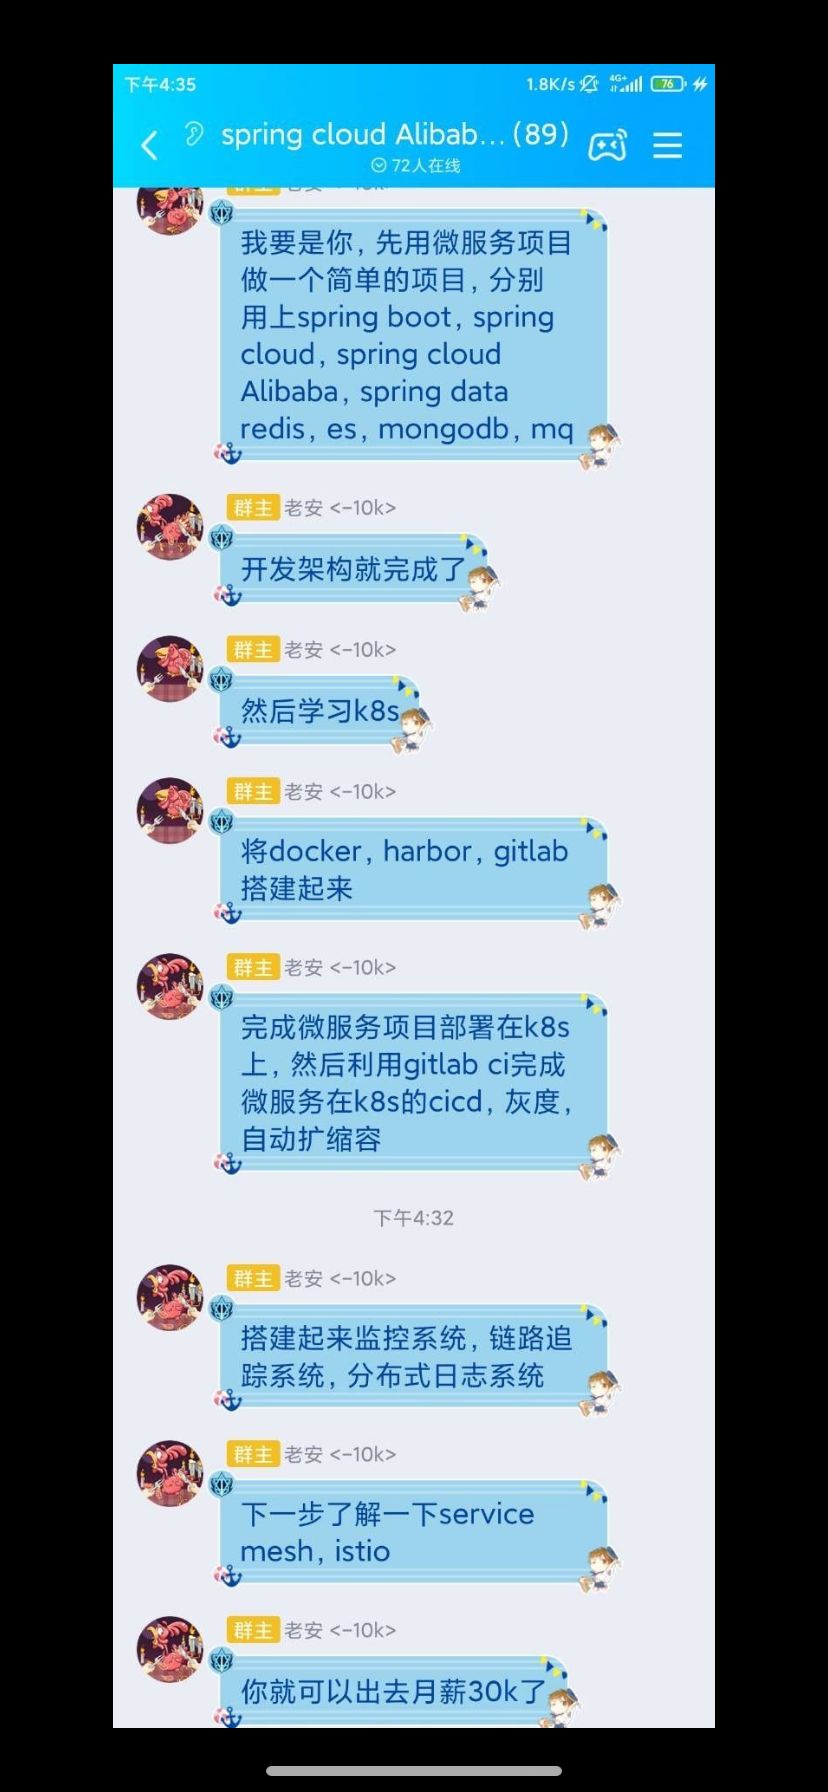 下午4:35
1.8K/s 4G+ 76
spring cloud Alibab...(89)
72人在线
我要是你，先用微服务项目
做一个简单的项目，分别
用上spring boot，spring
cloud，spring cloud
Alibaba，spring data
redis，es，mongodb，mq
群主 老安 <-10k>
开发架构就完成了
群主 老安 <-10k>
然后学习k8s
群主 老安 <-10k>
将docker，harbor，gitlab
搭建起来
群主 老安 <-10k>
完成微服务项目部署在k8s
上，然后利用gitlab ci完成
微服务在k8s的cicd，灰度，
自动扩缩容
下午4:32
群主 老安 <-10k>
搭建起来监控系统，链路追
踪系统，分布式日志系统
群主 老安 <-10k>
下一步了解一下service
mesh，istio
群主 老安 <-10k>
你就可以出去月薪30k了